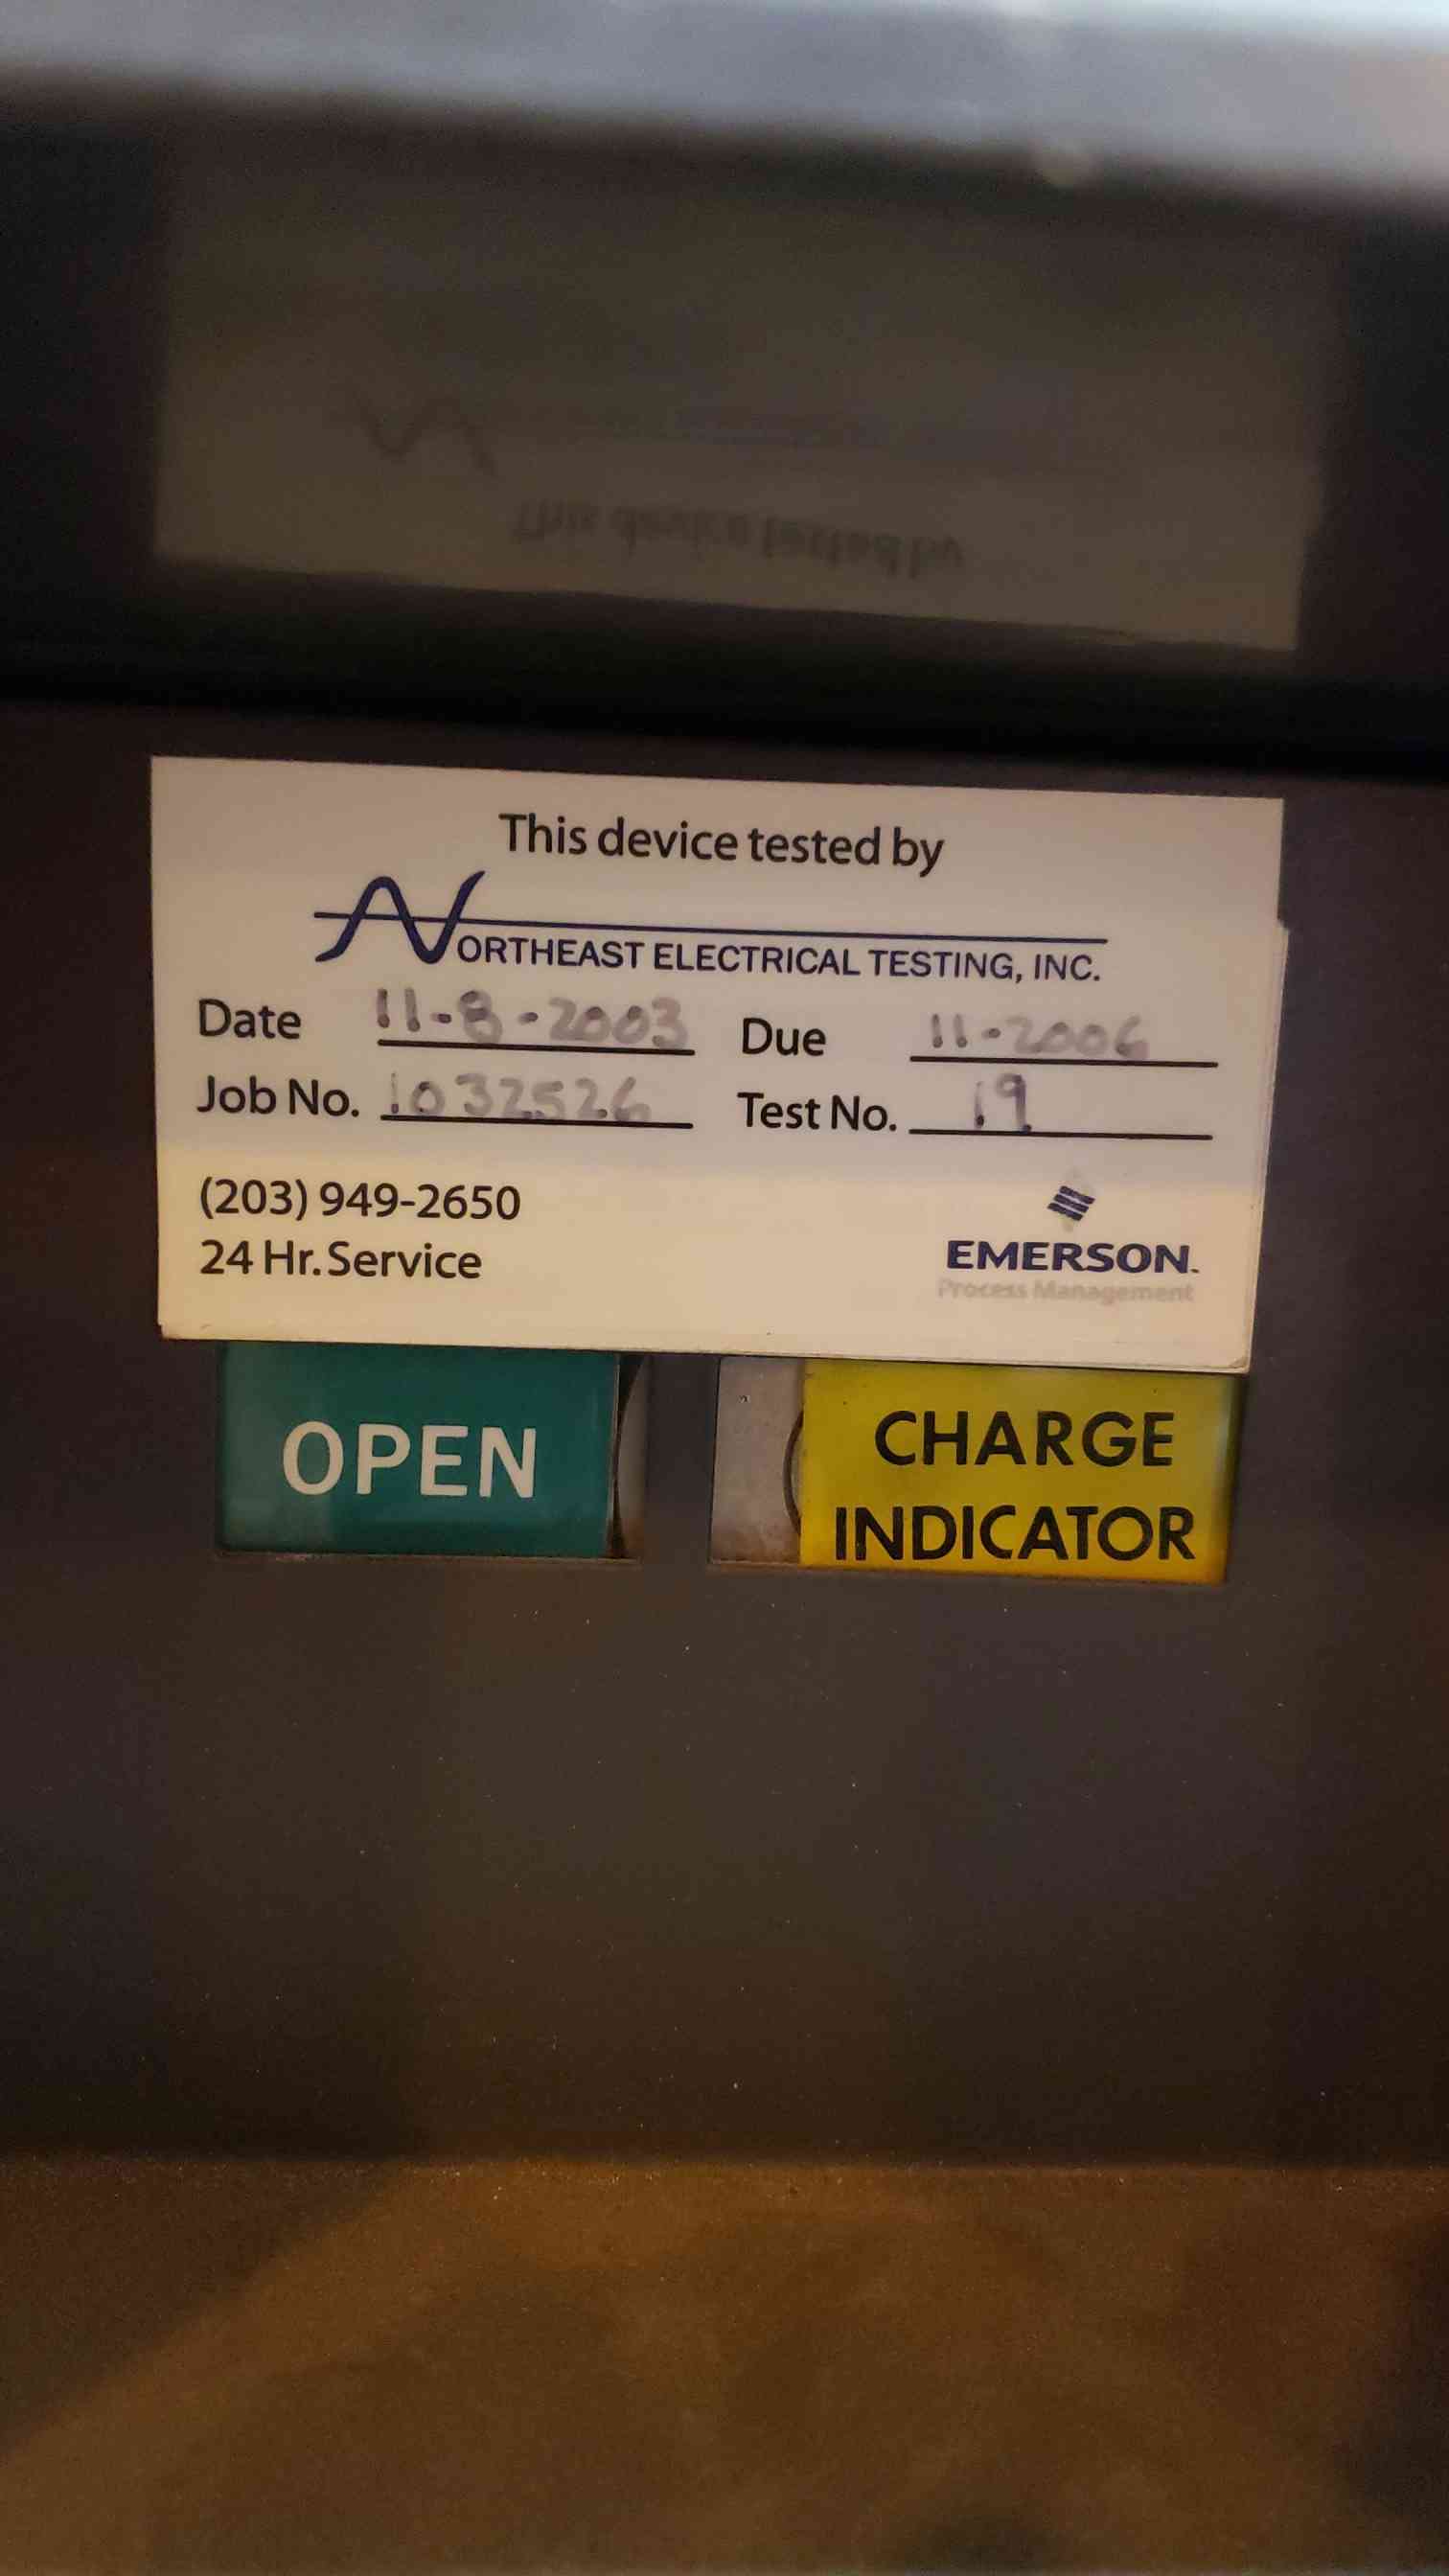 This device tested by
NORTHEAST ELECTRICAL TESTING, INC.
Date 11-8-2003 Due 11-2006
Job No. 1032526 Test No. 19
(203) 949-2650
24 Hr. Service
EMERSON.
Process Management
OPEN
CHARGE
INDICATOR